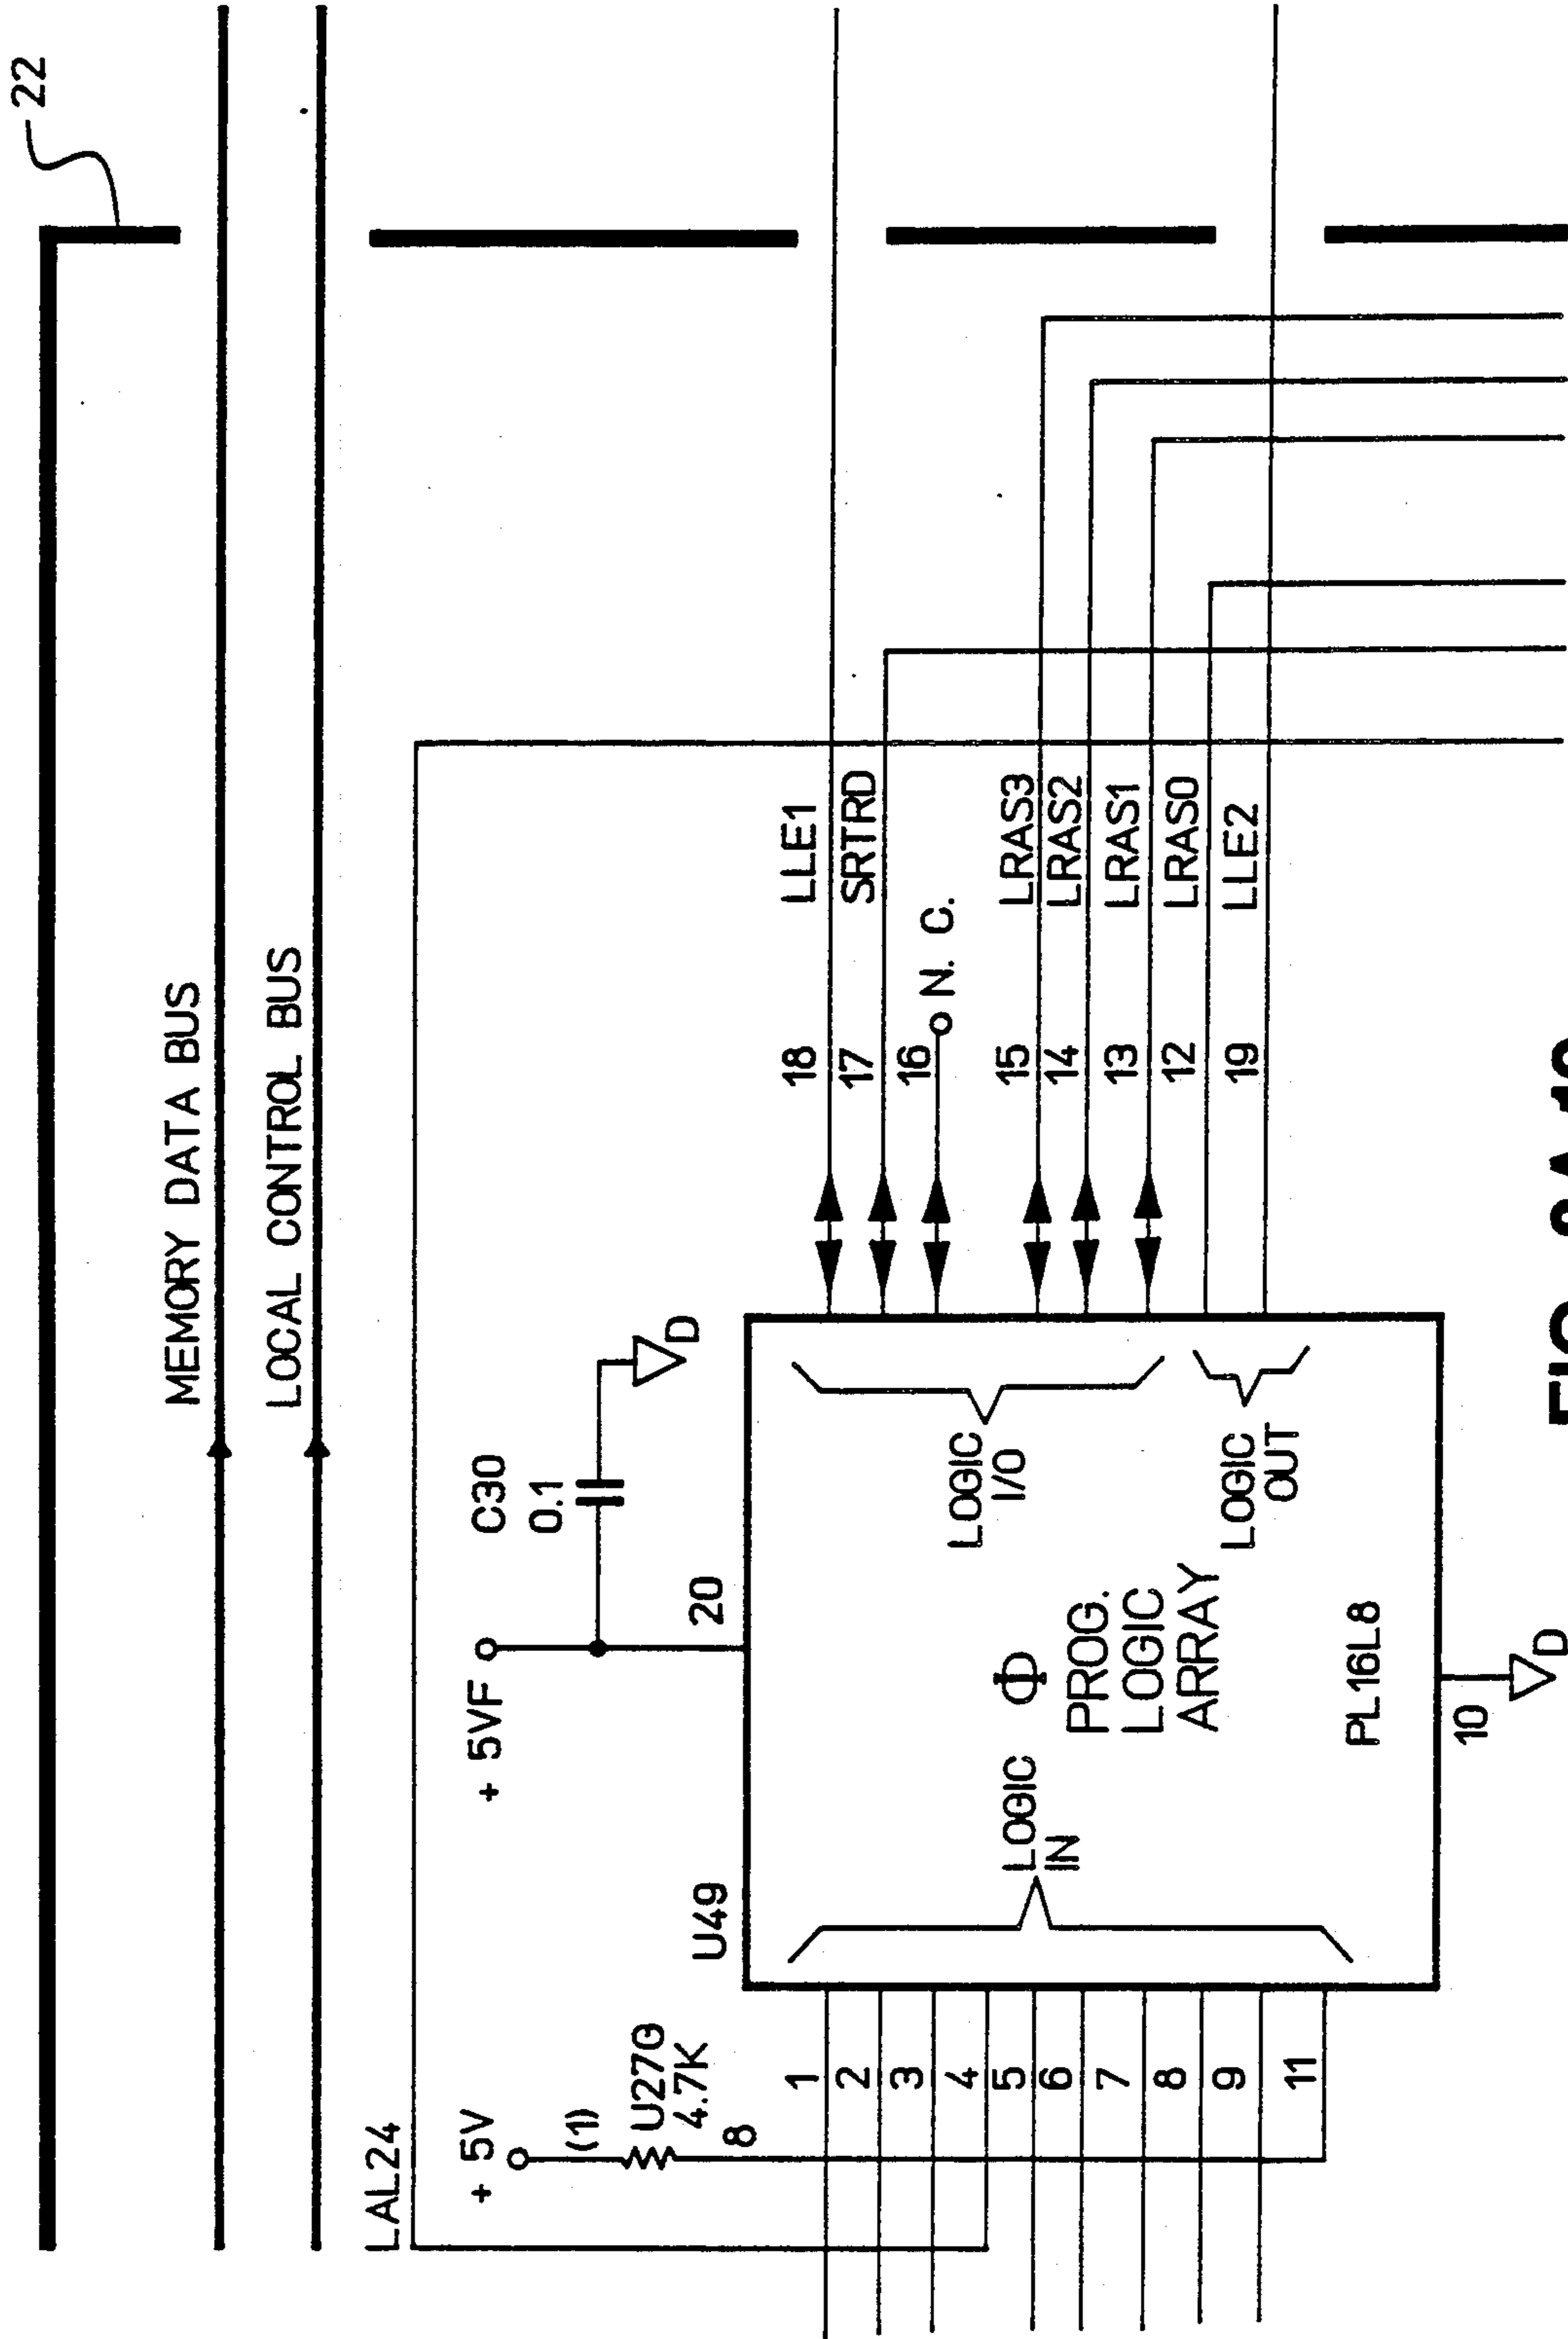 22
MEMORY DATA BUS
LOCAL CONTROL BUS
LAL24
+ 5V
(1)
U27G
4.7K
8
+ 5VF
C30
0.1
D
20
U49
1
2
3
4
5
6
7
8
9
11
LOGIC
IN
Φ
PROG.
LOGIC
ARRAY
PL16L8
LOGIC
I/O
LOGIC
OUT
10
D
18 LLE1
17 SRTRD
16 N. C.
15 LRAS3
14 LRAS2
13 LRAS1
12 LRAS0
19 LLE2